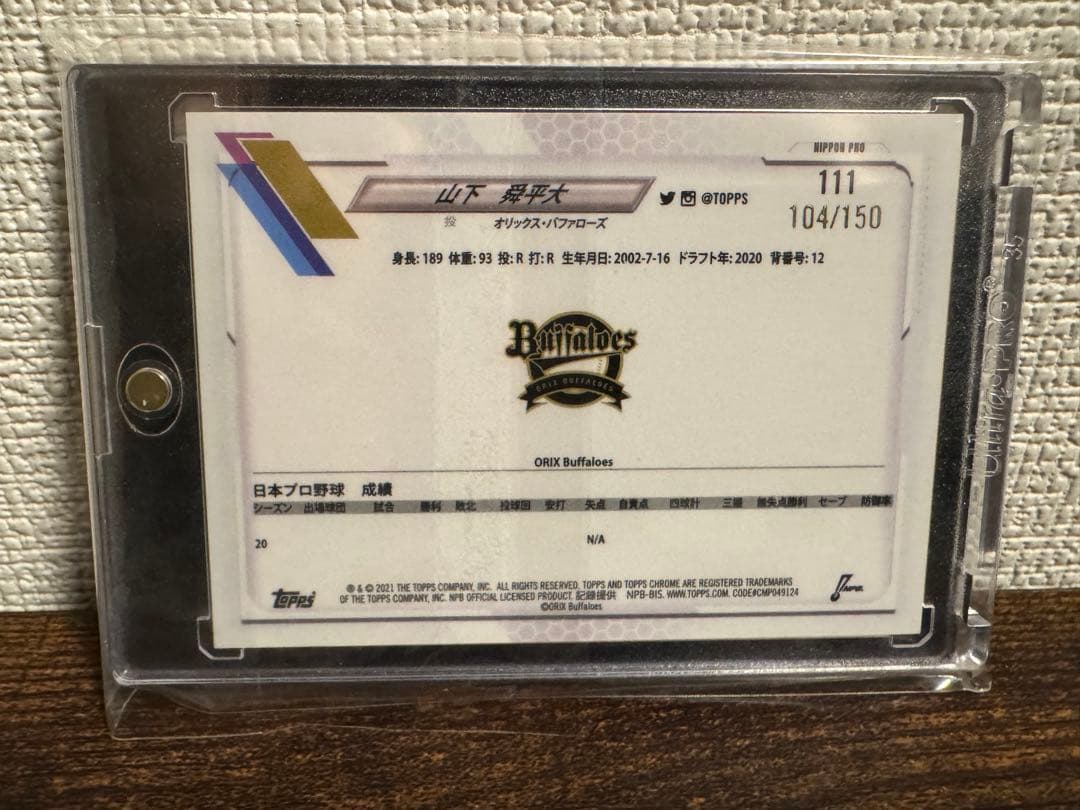 NIPPON PRO
111
104/150
山下 舜平大
@TOPPS
投
オリックス・バファローズ
身長: 189 体重: 93 投: R 打: R 生年月日: 2002-7-16 ドラフト年: 2020 背番号: 12
Buffaloes
ORIX BUFFALOES
ORIX Buffaloes
日本プロ野球 成績
シーズン 出場球団 試合 勝利 敗北 投球回 安打 失点 自責点 四球計 三振 無失点勝利 セーブ 防御率
20 N/A
topps
® & © 2021 THE TOPPS COMPANY, INC. ALL RIGHTS RESERVED. TOPPS AND TOPPS CHROME ARE REGISTERED TRADEMARKS
OF THE TOPPS COMPANY, INC. NPB OFFICIAL LICENSED PRODUCT. 記録提供 NPB-BIS. WWW.TOPPS.COM. CODE#CMP049124
©ORIX Buffaloes
NPB
UltraPRO®
35